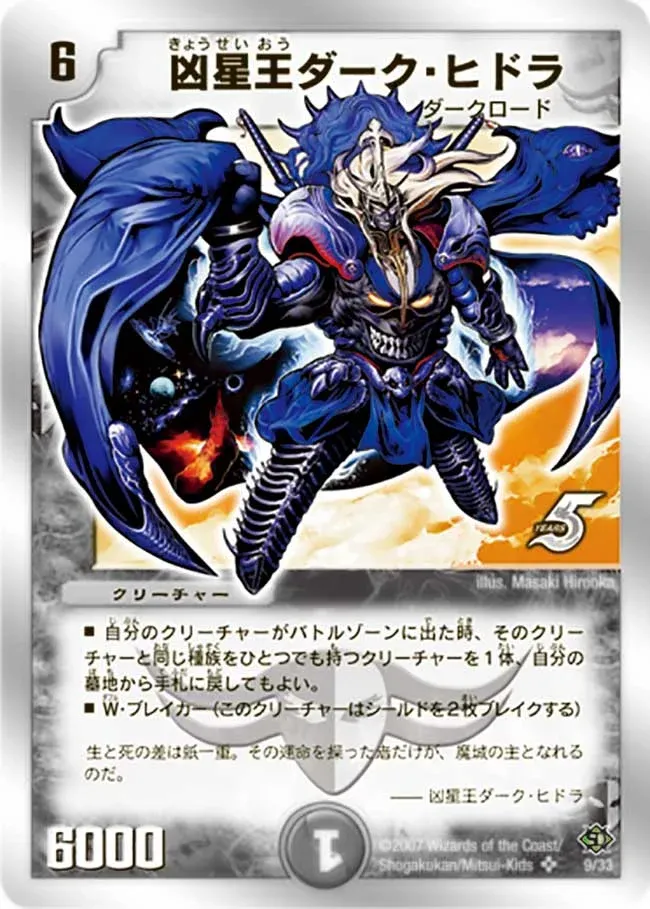 6
きょうせいおう
凶星王ダーク・ヒドラ
ダークロード
5
YEARS
illus. Masaki Hirooka
クリーチャー
■ 自分のクリーチャーがバトルゾーンに出た時、そのクリー
チャーと同じ種族をひとつでも持つクリーチャーを1体、自分の
墓地から手札に戻してもよい。
■ W・ブレイカー(このクリーチャーはシールドを2枚ブレイクする)
生と死の差は紙一重。その運命を操った者だけが、魔城の主となれる
のだ。
—— 凶星王ダーク・ヒドラ
6000
1
©2007 Wizards of the Coast/
Shogakukan/Mitsui-Kids
9/33